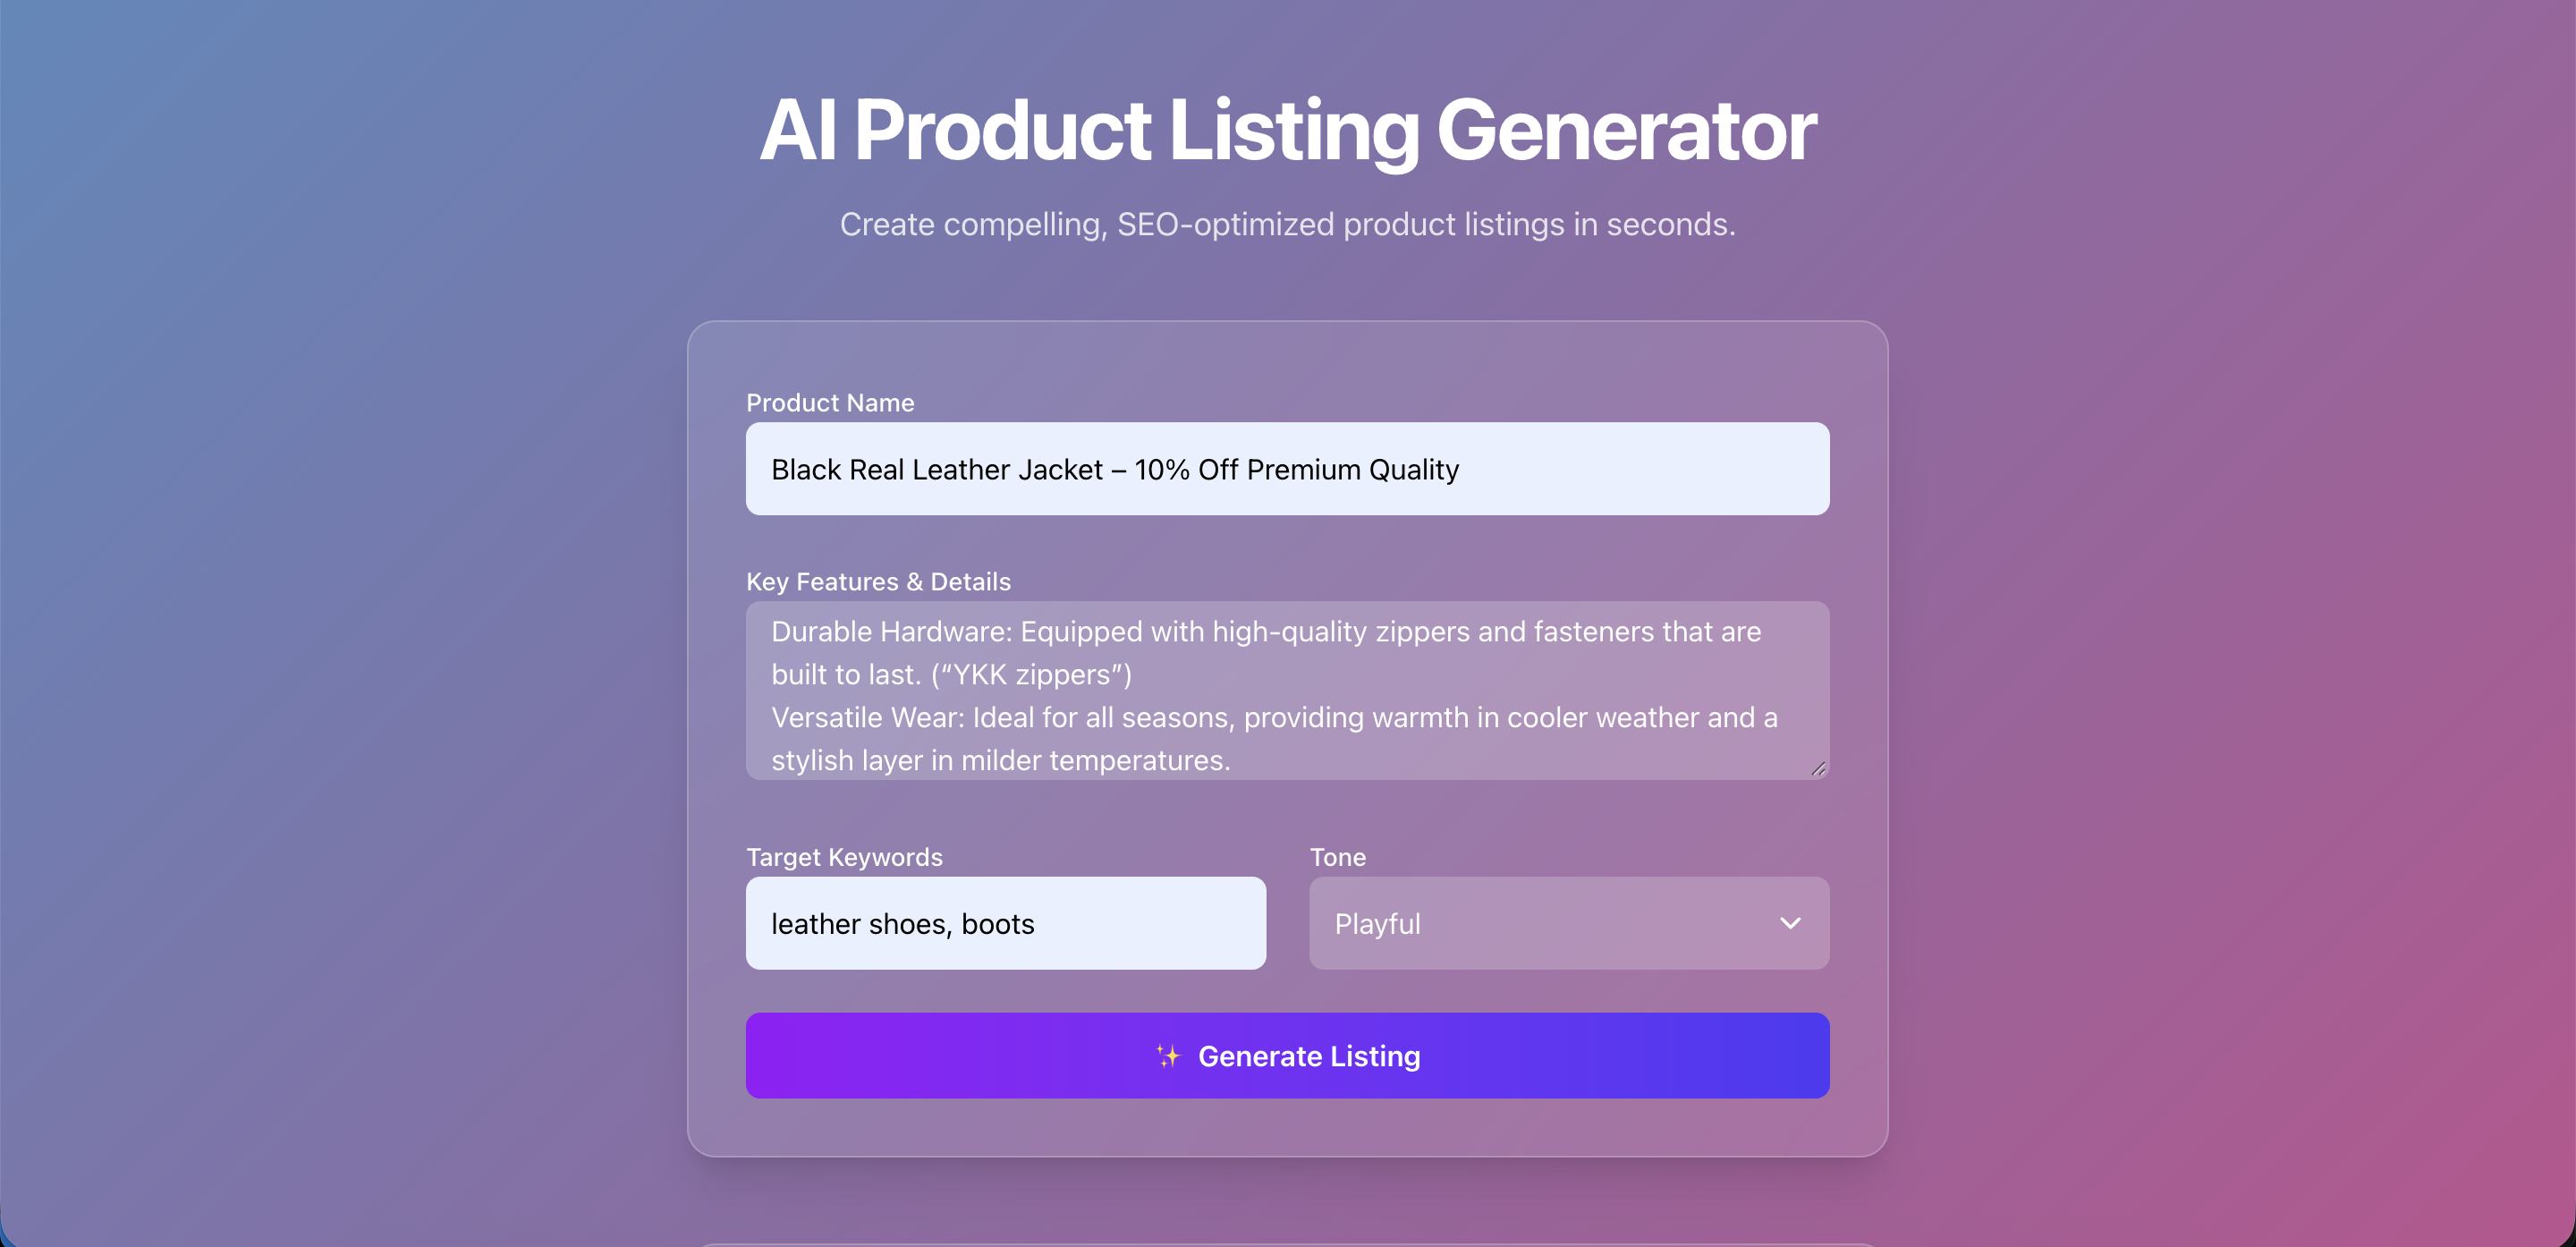 AI Product Listing Generator
Create compelling, SEO-optimized product listings in seconds.
Product Name
Black Real Leather Jacket – 10% Off Premium Quality
Key Features & Details
Durable Hardware: Equipped with high-quality zippers and fasteners that are
built to last. (“YKK zippers”)
Versatile Wear: Ideal for all seasons, providing warmth in cooler weather and a
stylish layer in milder temperatures.
Target Keywords
leather shoes, boots
Tone
Playful
✨ Generate Listing